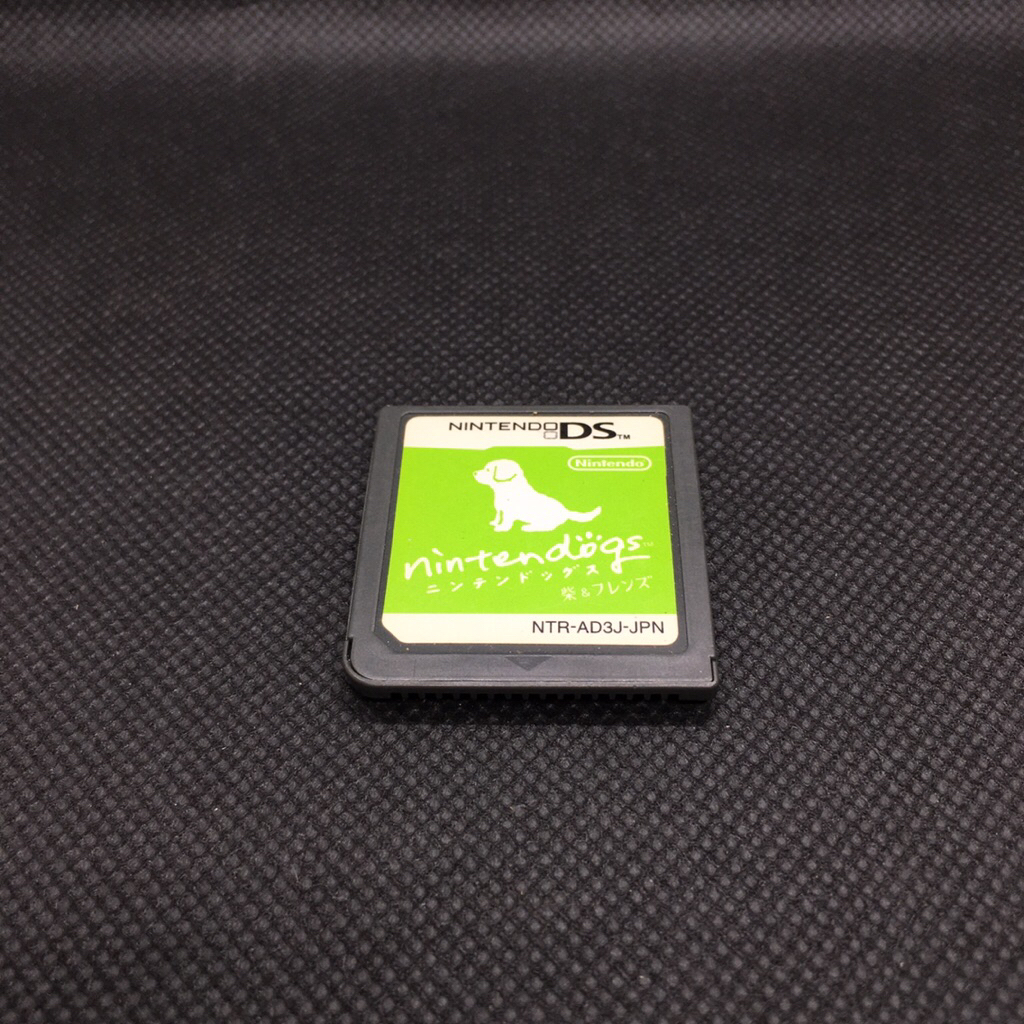 NINTENDO DS™
Nintendo
nintendögs™
ニンテンドッグス
柴&フレンズ
NTR-AD3J-JPN